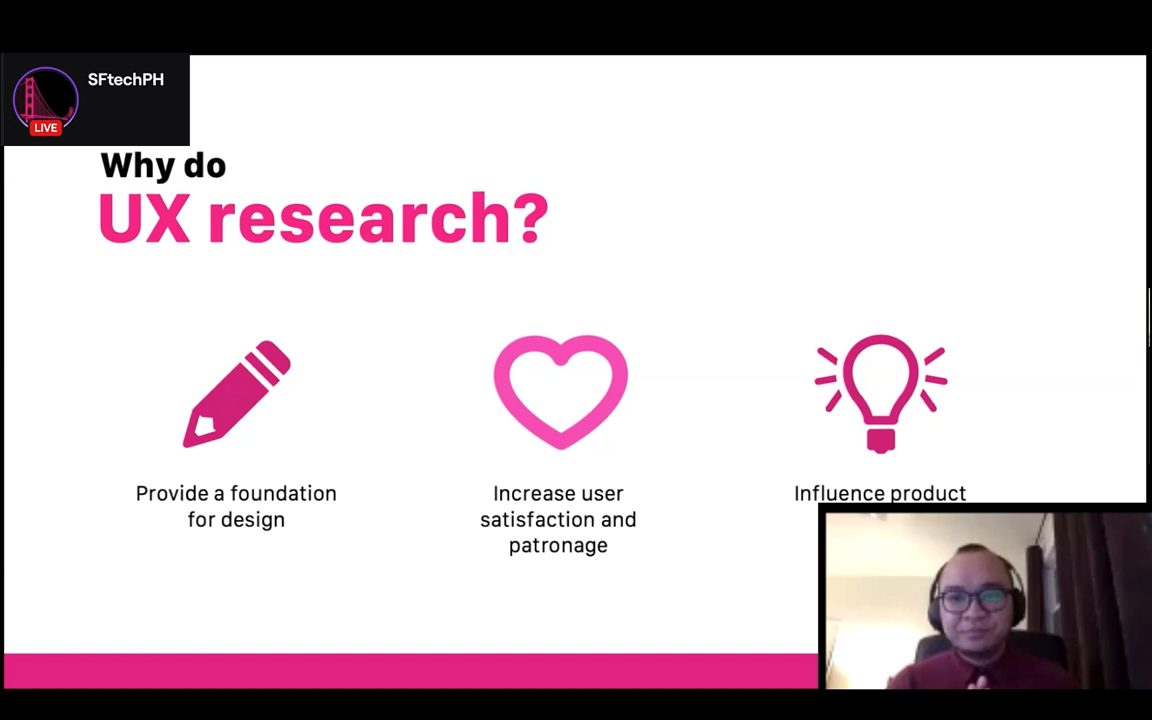 SFtechPH
LIVE
Why do
UX research?
Provide a foundation
for design
Increase user
satisfaction and
patronage
Influence product